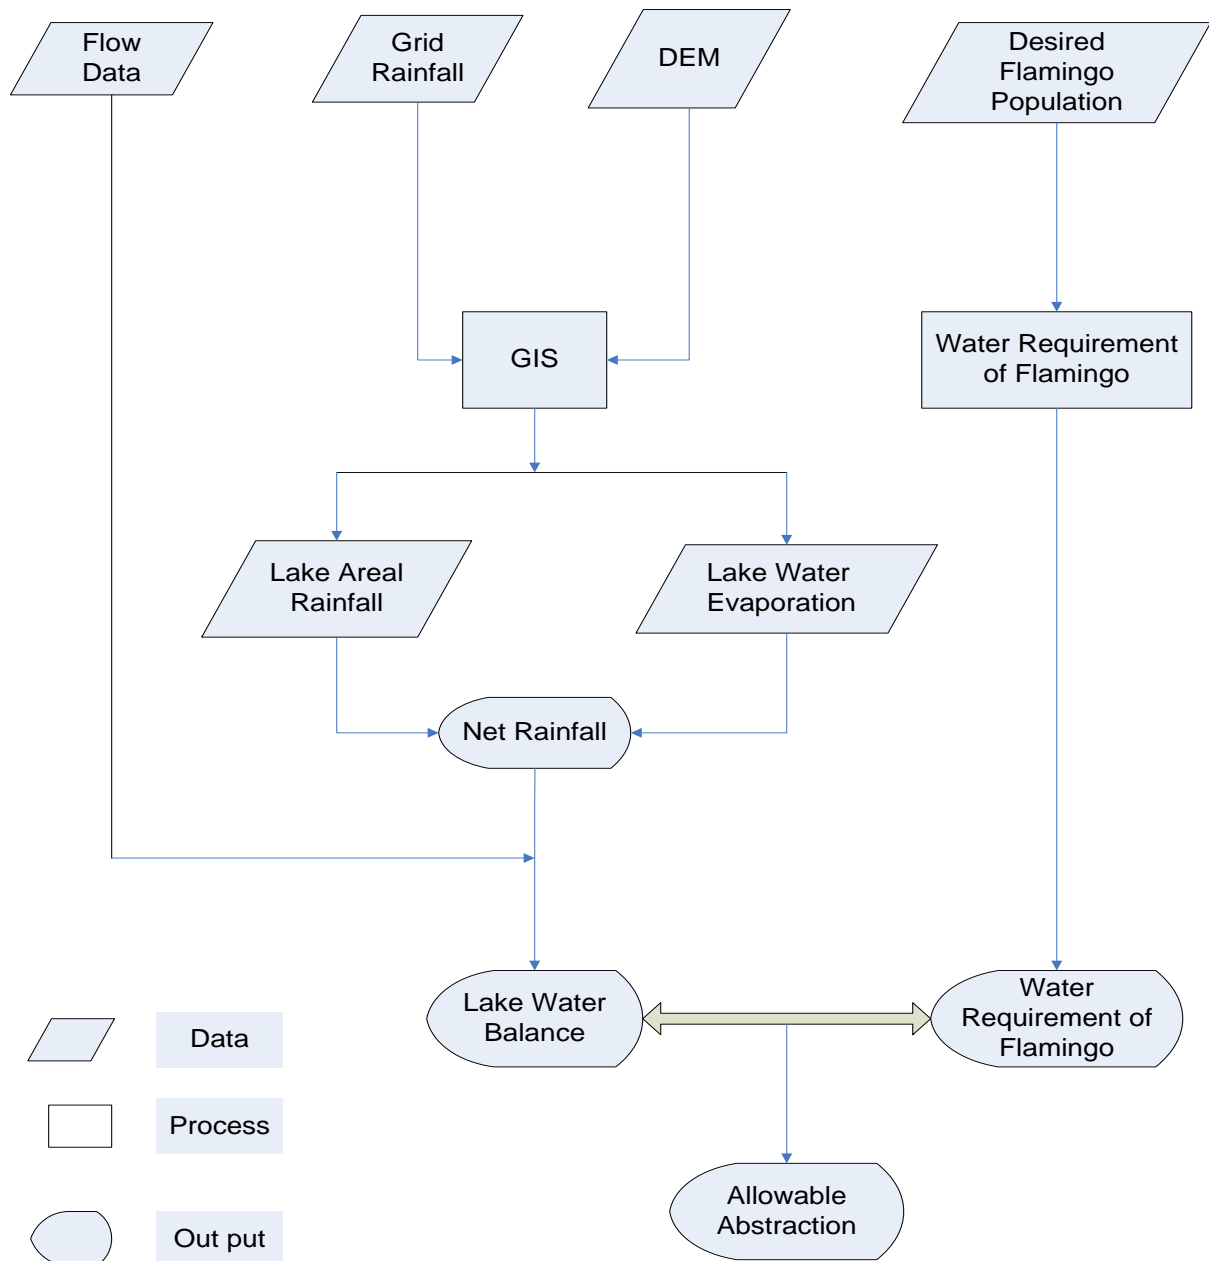 Flow
Data
Grid
Rainfall
DEM
Desired
Flamingo
Population
GIS
Water Requirement
of Flamingo
Lake Areal
Rainfall
Lake Water
Evaporation
Net Rainfall
Lake Water
Balance
Water
Requirement of
Flamingo
Data
Process
Allowable
Abstraction
Out put